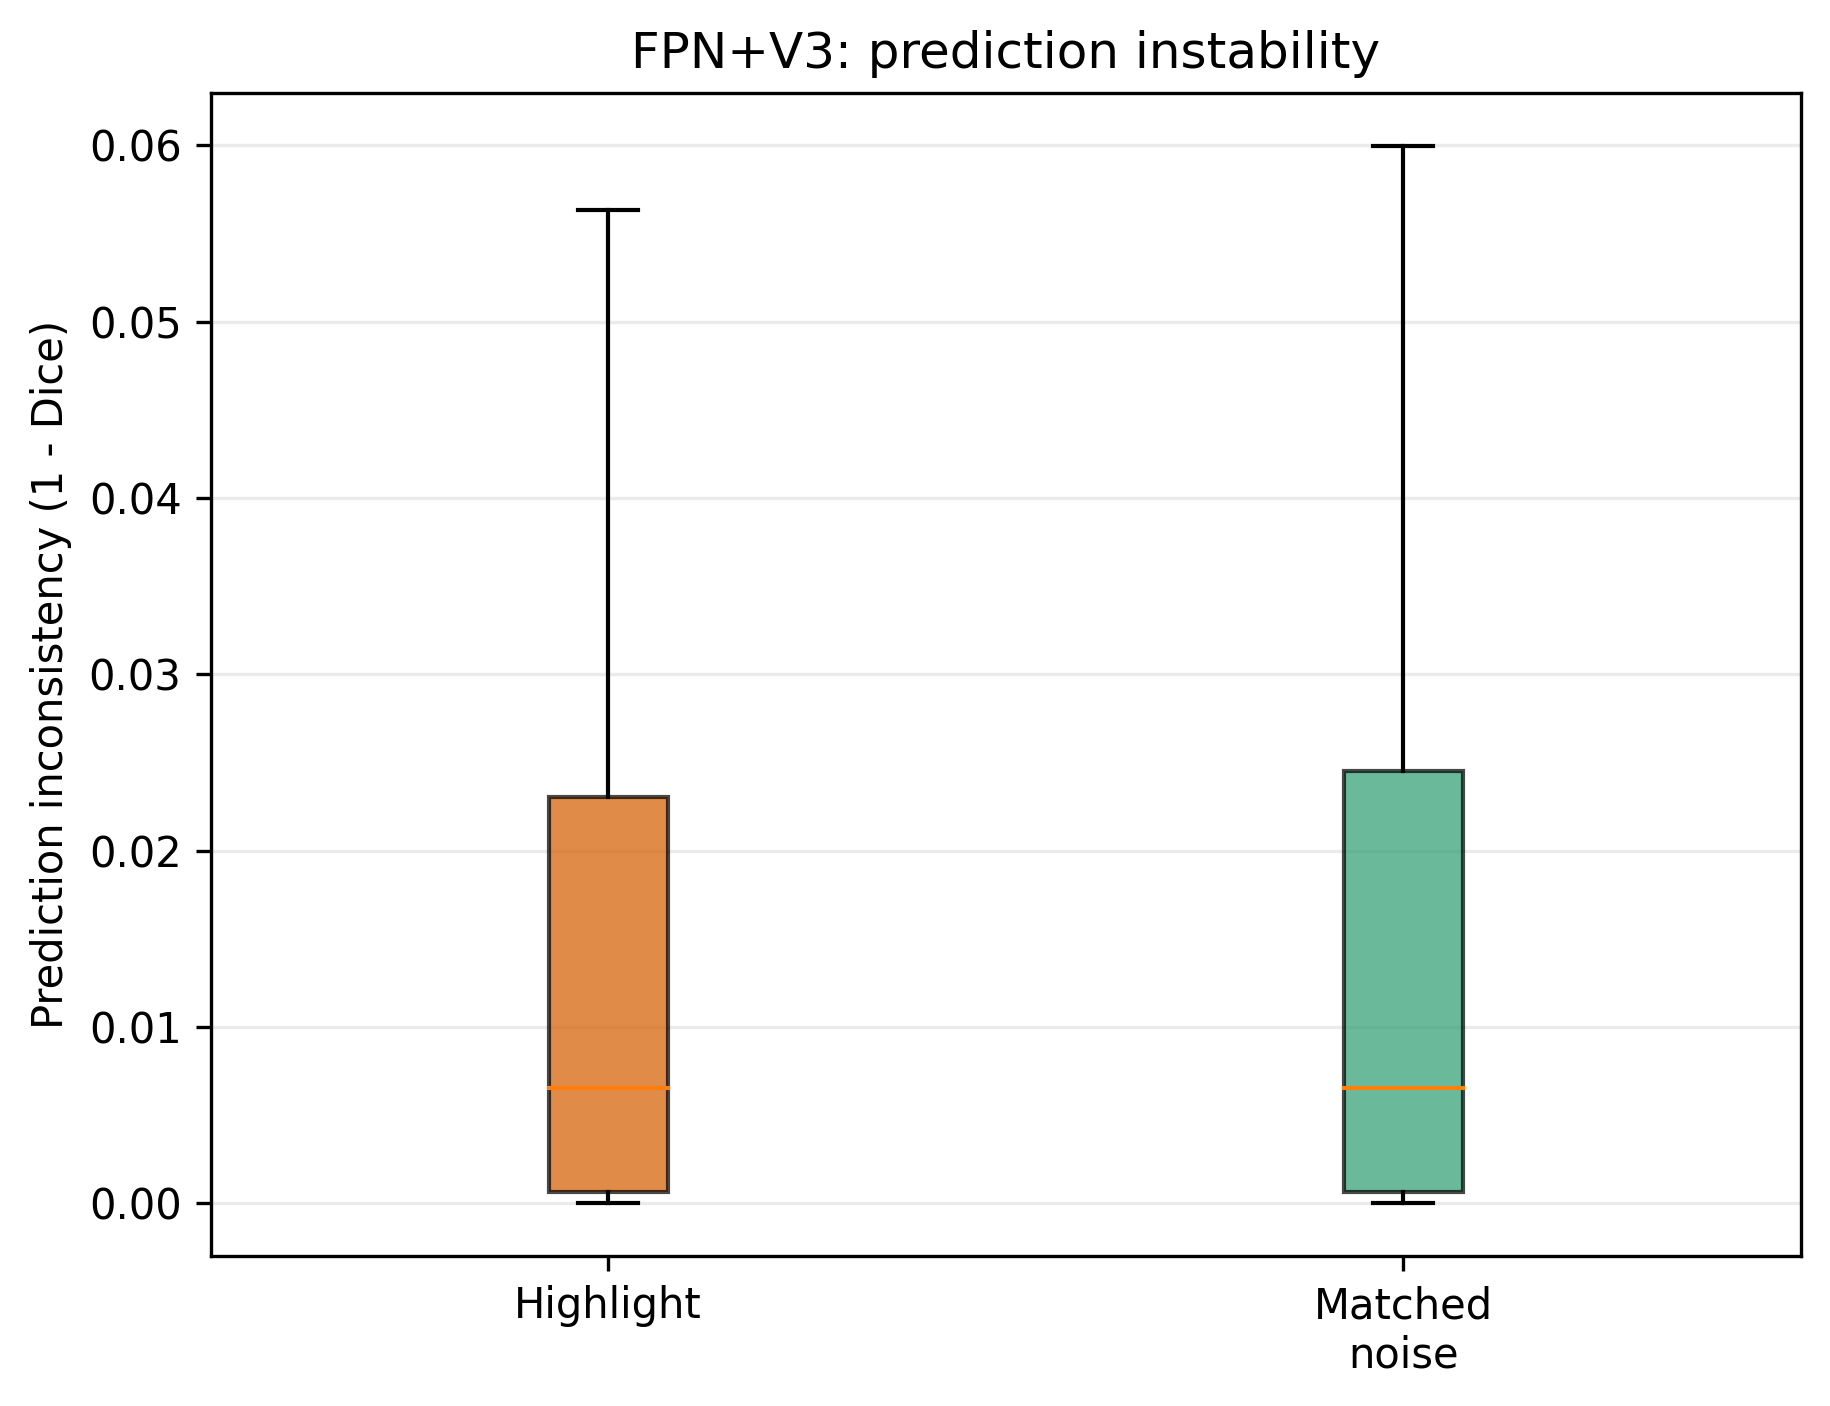 FPN+V3: prediction instability
Prediction inconsistency (1 - Dice)
0.06
0.05
0.04
0.03
0.02
0.01
0.00
Highlight
Matched
noise